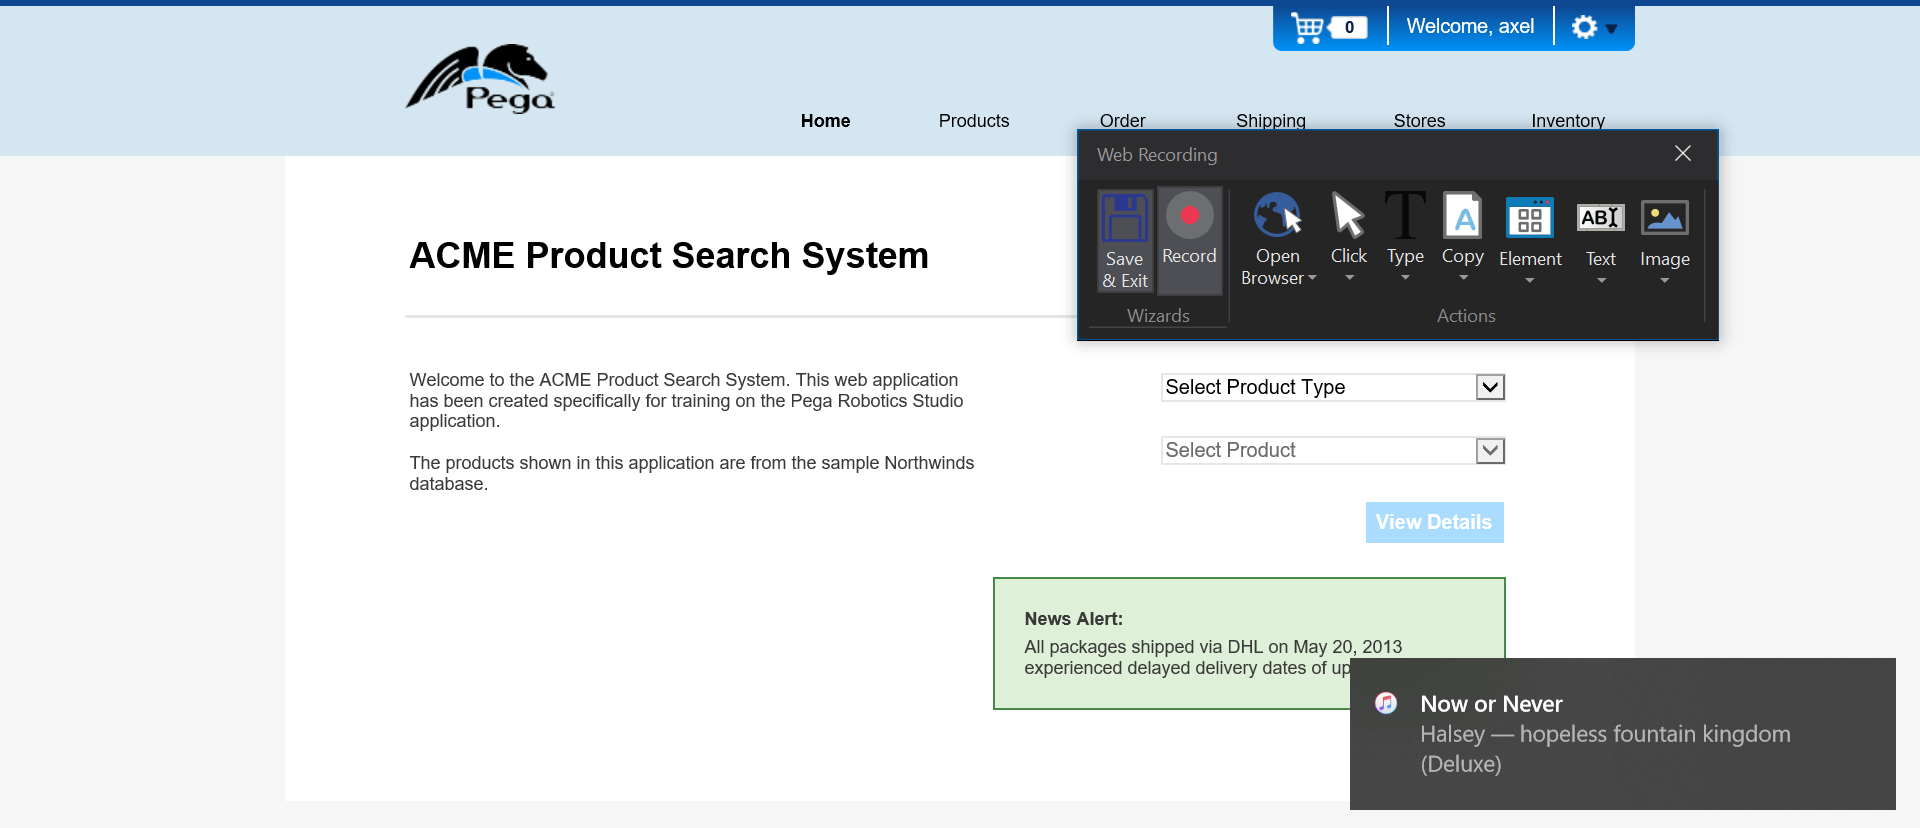 0
Welcome, axel
Pega
Home
Products
Order
Shipping
Stores
Inventory
Web Recording
Save
& Exit
Record
Open
Browser
Click
Type
Copy
Element
Text
Image
Wizards
Actions
T
A
ABI
ACME Product Search System
Welcome to the ACME Product Search System. This web application
has been created specifically for training on the Pega Robotics Studio
application.
The products shown in this application are from the sample Northwinds
database.
Select Product Type
Select Product
View Details
News Alert:
All packages shipped via DHL on May 20, 2013
experienced delayed delivery dates of up
Now or Never
Halsey — hopeless fountain kingdom
(Deluxe)